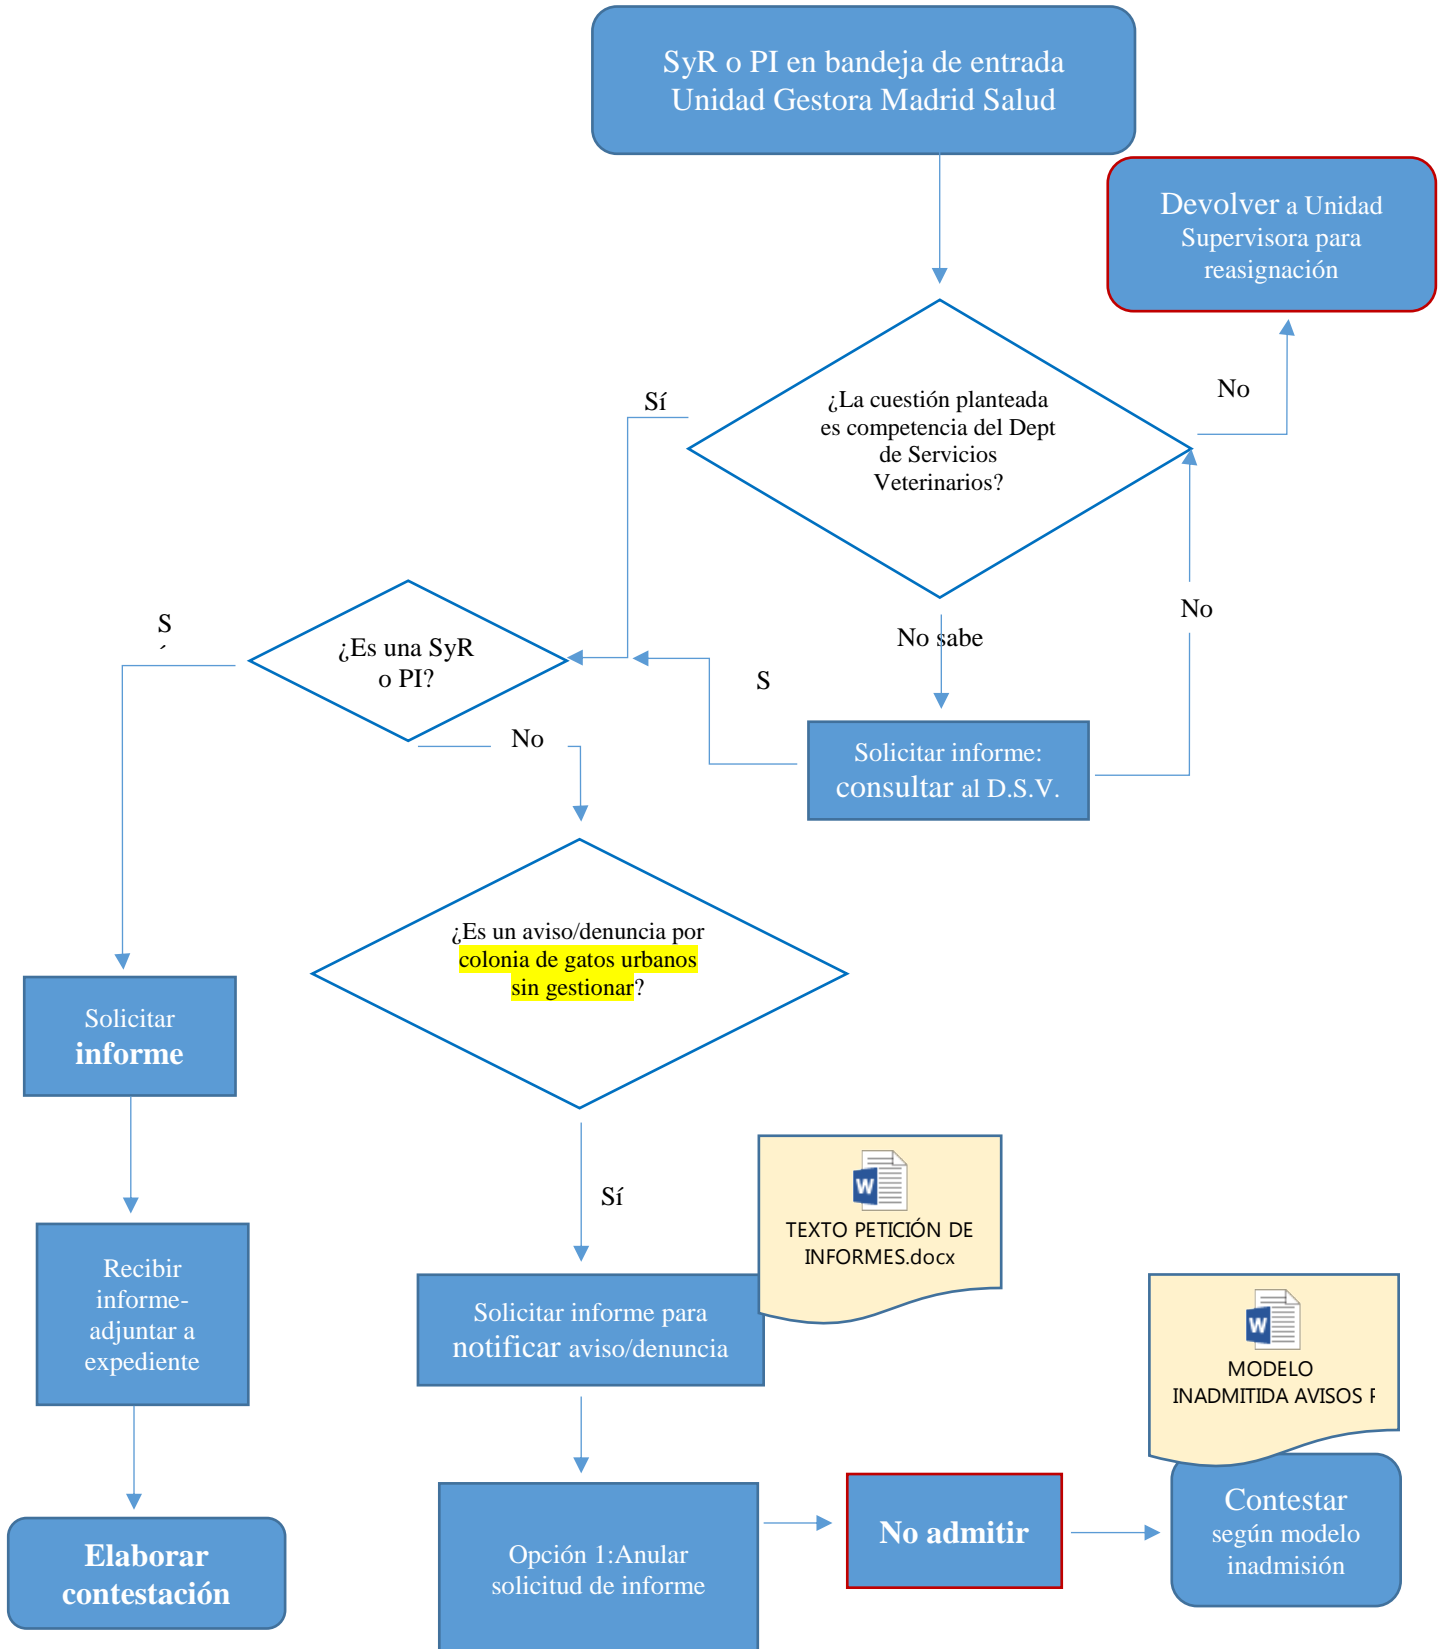 SyR o PI en bandeja de entrada
Unidad Gestora Madrid Salud
Devolver a Unidad
Supervisora para
reasignación
¿La cuestión planteada
es competencia del Dept
de Servicios
Veterinarios?
Sí
No
No sabe
No
S
¿Es una SyR
o PI?
S
No
Solicitar informe:
consultar al D.S.V.
¿Es un aviso/denuncia por
colonia de gatos urbanos
sin gestionar?
Solicitar
informe
Sí
TEXTO PETICIÓN DE
INFORMES.docx
Recibir
informe-
adjuntar a
expediente
Solicitar informe para
notificar aviso/denuncia
MODELO
INADMITIDA AVISOS
Elaborar
contestación
Opción 1:Anular
solicitud de informe
No admitir
Contestar
según modelo
inadmisión